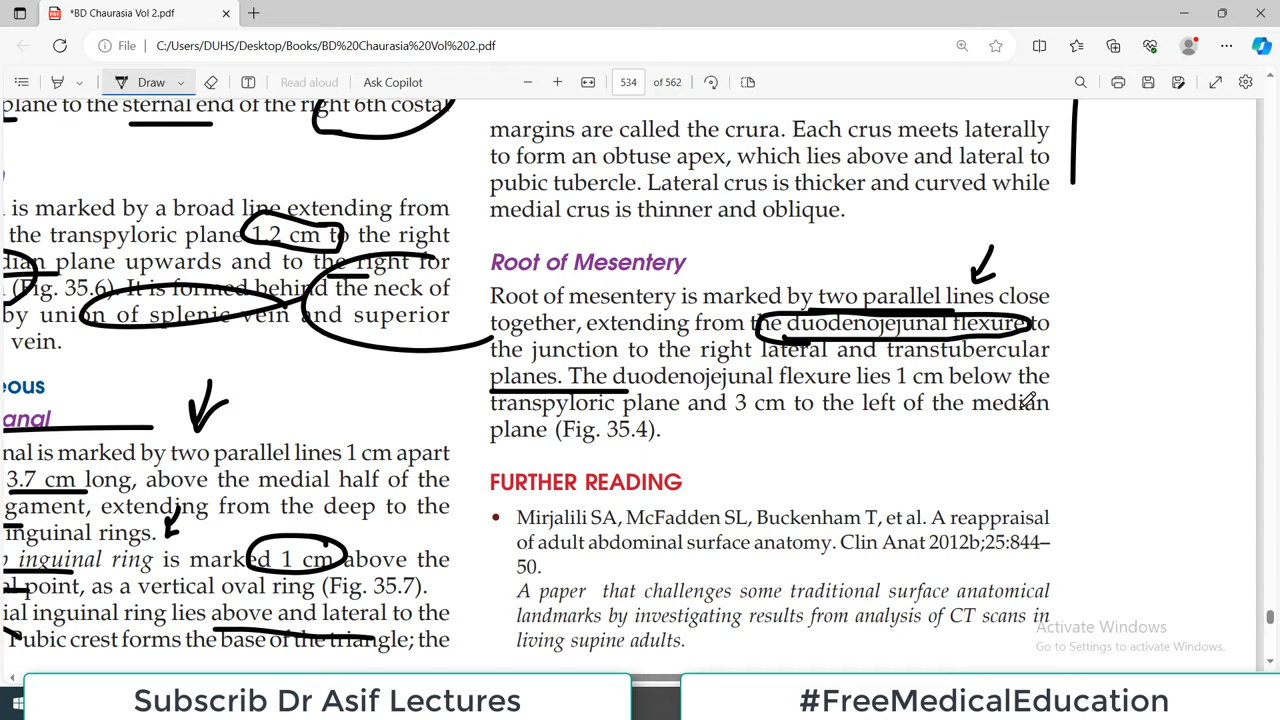 *BD Chaurasia Vol 2.pdf
File
C:/Users/DUHS/Desktop/Books/BD%20Chaurasia%20Vol%202.pdf
Draw
Read aloud
Ask Copilot
534 of 562
plane to the sternal end of the right 6th costal
is marked by a broad line extending from
the transpyloric plane 1.2 cm to the right
dian plane upwards and to the right for
(Fig. 35.6). It is formed behind the neck of
by union of splenic vein and superior
vein.
eous
anal
nal is marked by two parallel lines 1 cm apart
3.7 cm long, above the medial half of the
gament, extending from the deep to the
inguinal rings.
inguinal ring is marked 1 cm above the
al point, as a vertical oval ring (Fig. 35.7).
ial inguinal ring lies above and lateral to the
Pubic crest forms the base of the triangle; the
margins are called the crura. Each crus meets laterally
to form an obtuse apex, which lies above and lateral to
pubic tubercle. Lateral crus is thicker and curved while
medial crus is thinner and oblique.
Root of Mesentery
Root of mesentery is marked by two parallel lines close
together, extending from the duodenojejunal flexure to
the junction to the right lateral and transtubercular
planes. The duodenojejunal flexure lies 1 cm below the
transpyloric plane and 3 cm to the left of the median
plane (Fig. 35.4).
FURTHER READING
• Mirjalili SA, McFadden SL, Buckenham T, et al. A reappraisal
of adult abdominal surface anatomy. Clin Anat 2012b;25:844–
50.
A paper that challenges some traditional surface anatomical
landmarks by investigating results from analysis of CT scans in
living supine adults.
Activate Windows
Go to Settings to activate Windows.
Subscrib Dr Asif Lectures
#FreeMedicalEducation